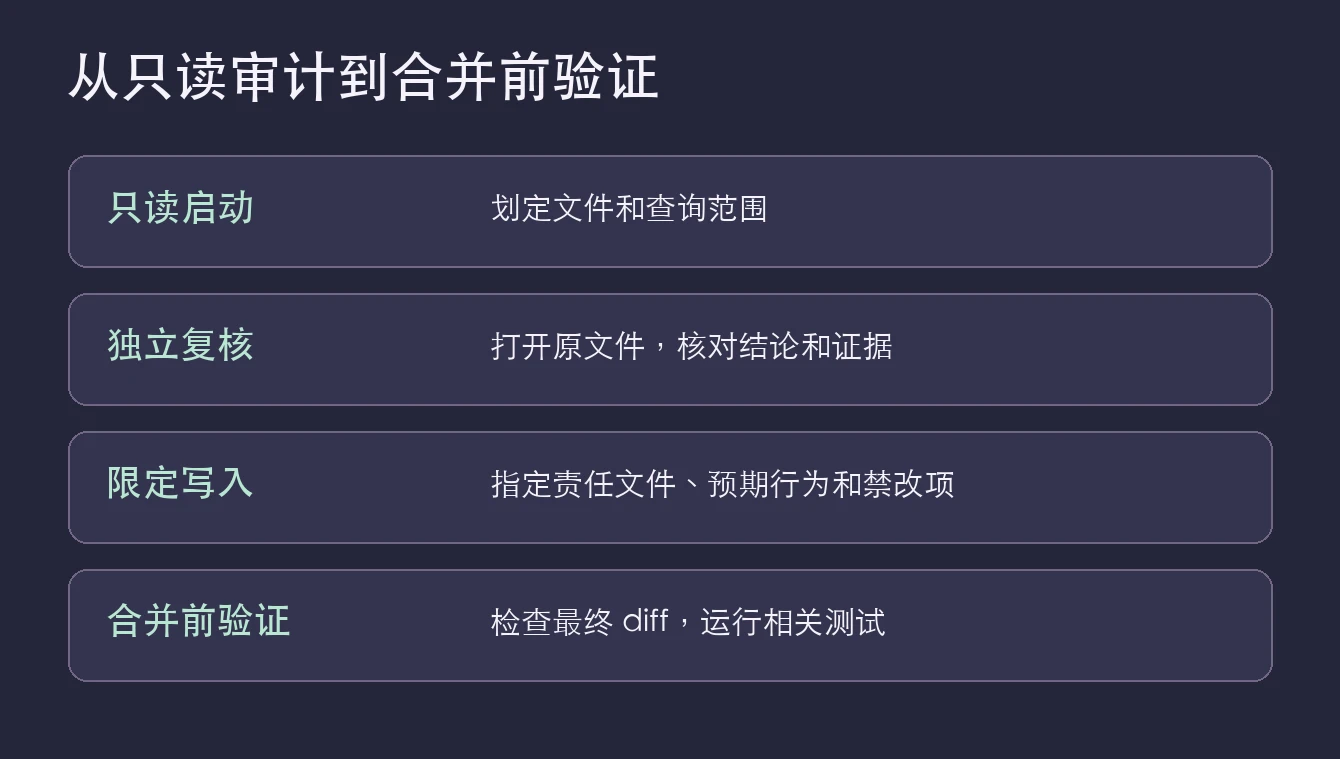 从只读审计到合并前验证
只读启动
划定文件和查询范围
独立复核
打开原文件，核对结论和证据
限定写入
指定责任文件、预期行为和禁改项
合并前验证
检查最终 diff，运行相关测试